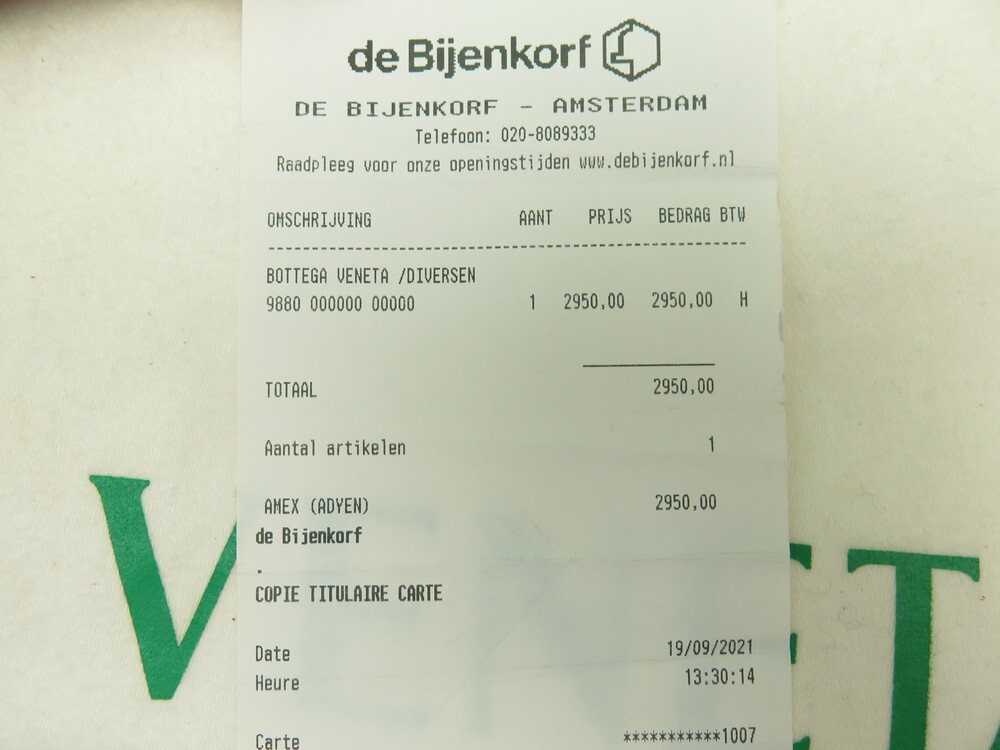 de Bijenkorf
DE BIJENKORF - AMSTERDAM
Telefoon: 020-8089333
Raadpleeg voor onze openingstijden www.debijenkorf.nl
OMSCHRIJVING AANT PRIJS BEDRAG BTW
--------------------------------------------------------
BOTTEGA VENETA /DIVERSEN
9880 000000 00000 1 2950,00 2950,00 H
TOTAAL 2950,00
Aantal artikelen 1
AMEX (ADYEN) 2950,00
de Bijenkorf
.
COPIE TITULAIRE CARTE
Date 19/09/2021
Heure 13:30:14
Carte ***********1007